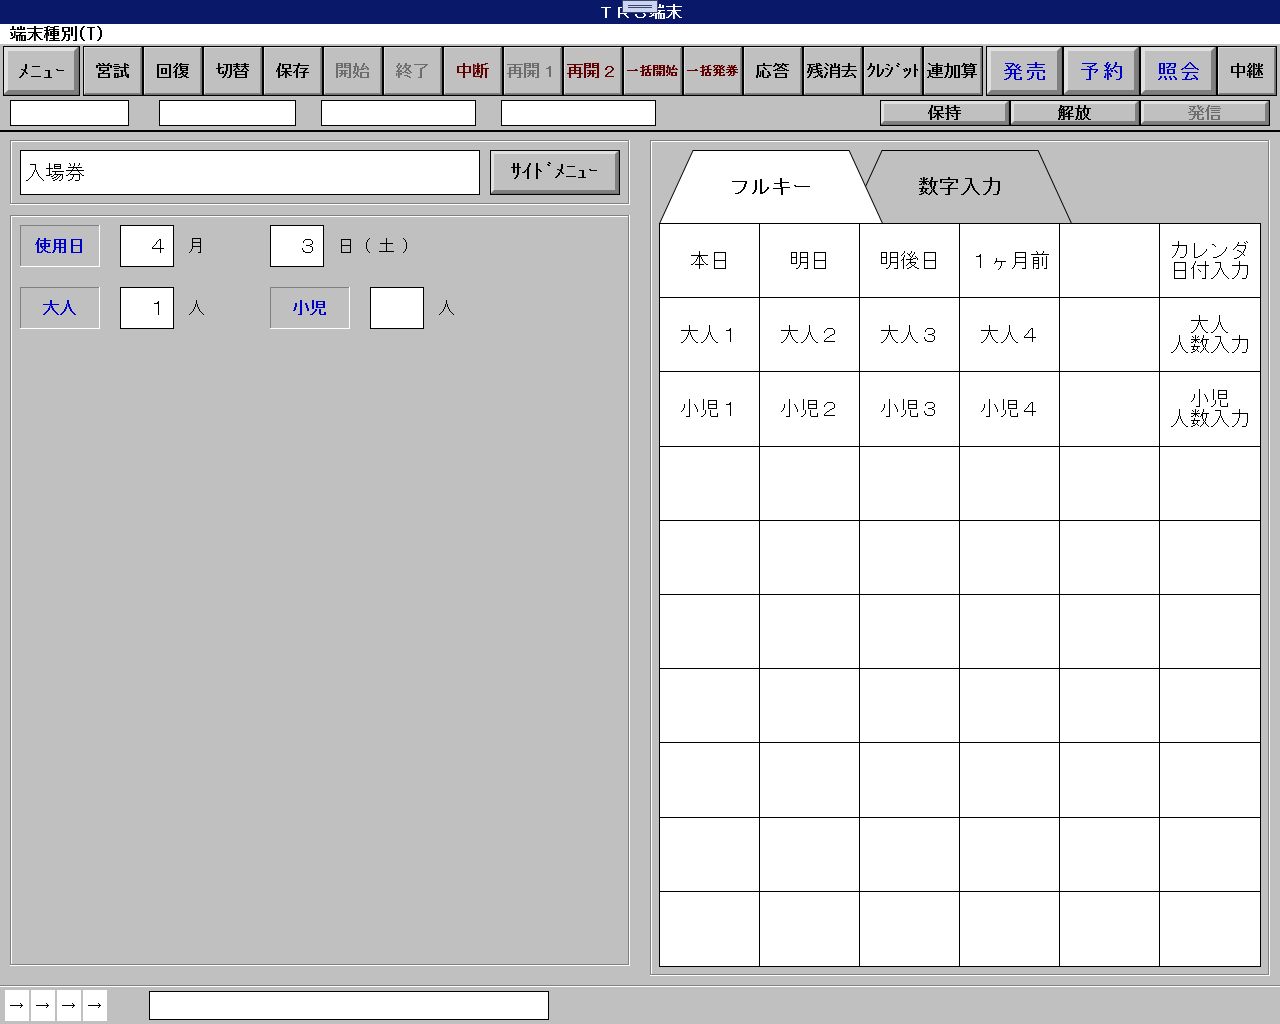 ＴＲＳ端末
端末種別(T)
ﾒﾆｭｰ 営試 回復 切替 保存 開始 終了 中断 再開１ 再開２ 一括開始 一括発券 応答 残消去 ｸﾚｼﾞｯﾄ 連加算 発売 予約 照会 中継
保持 解放 発信
入場券 ｻｲﾄﾞﾒﾆｭｰ
フルキー 数字入力
使用日 4 月 3 日（土）
大人 1 人 小児 人
本日 明日 明後日 １ヶ月前 カレンダ
日付入力
大人１ 大人２ 大人３ 大人４ 大人
人数入力
小児１ 小児２ 小児３ 小児４ 小児
人数入力
→ → → →